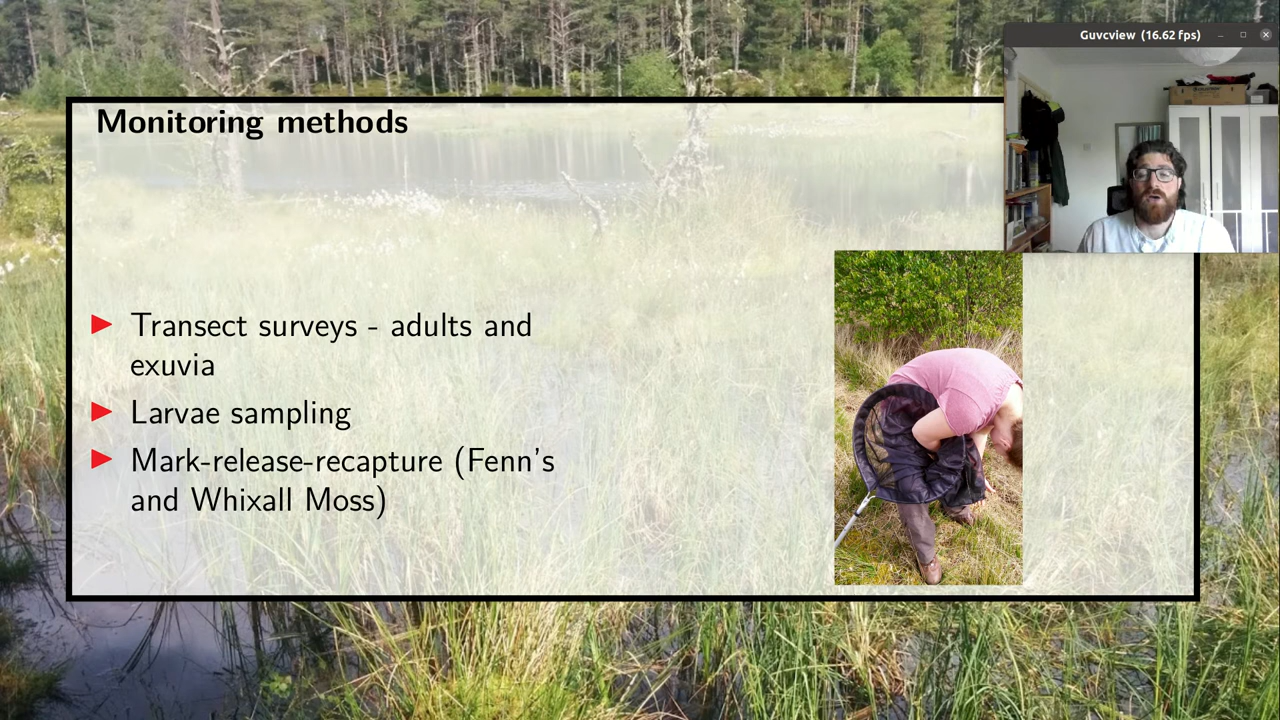 Guvcview (16.62 fps)
Monitoring methods
Transect surveys - adults and
exuvia
Larvae sampling
Mark-release-recapture (Fenn's
and Whixall Moss)